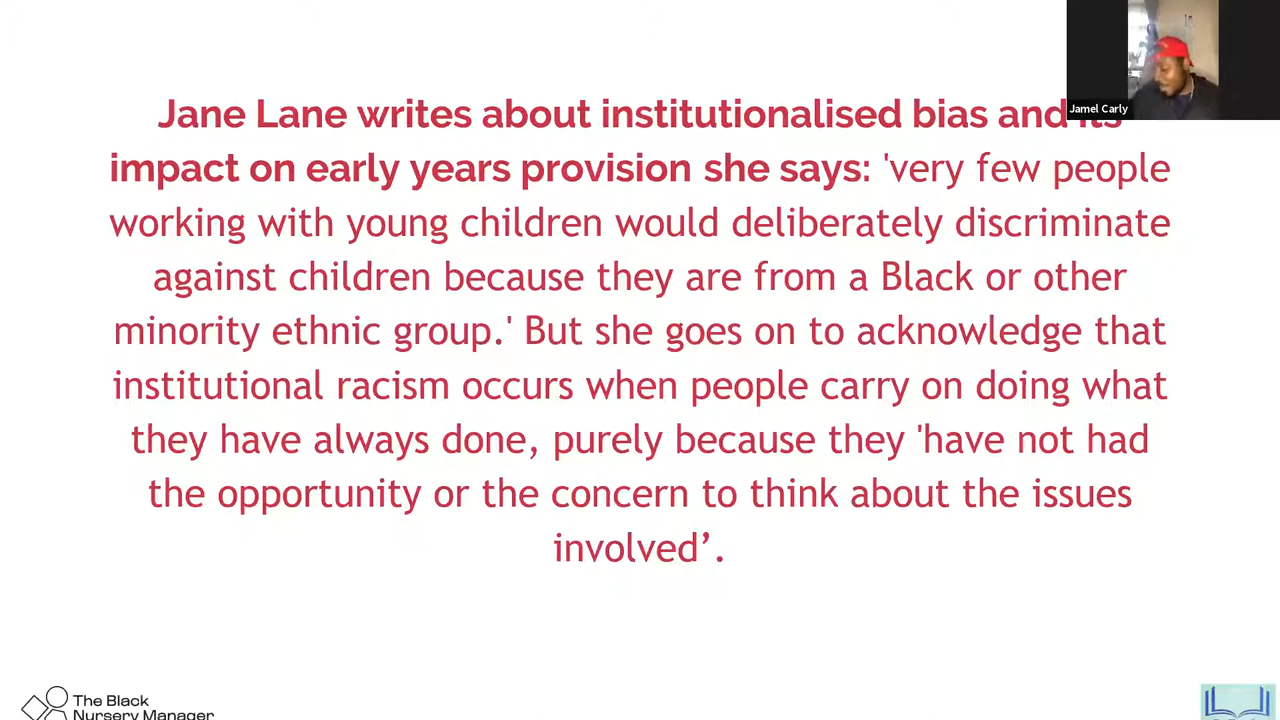 Jane Lane writes about institutionalised bias and its
impact on early years provision she says: 'very few people
working with young children would deliberately discriminate
against children because they are from a Black or other
minority ethnic group.' But she goes on to acknowledge that
institutional racism occurs when people carry on doing what
they have always done, purely because they 'have not had
the opportunity or the concern to think about the issues
involved’.
Jamel Carly
The Black
Nursery Manager